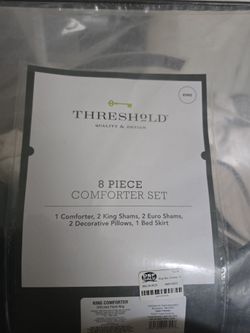 KING
THRESHOLD
QUALITY & DESIGN
8 PIECE
COMFORTER SET
1 Comforter, 2 King Shams, 2 Euro Shams,
2 Decorative Pillows, 1 Bed Skirt
KING COMFORTER